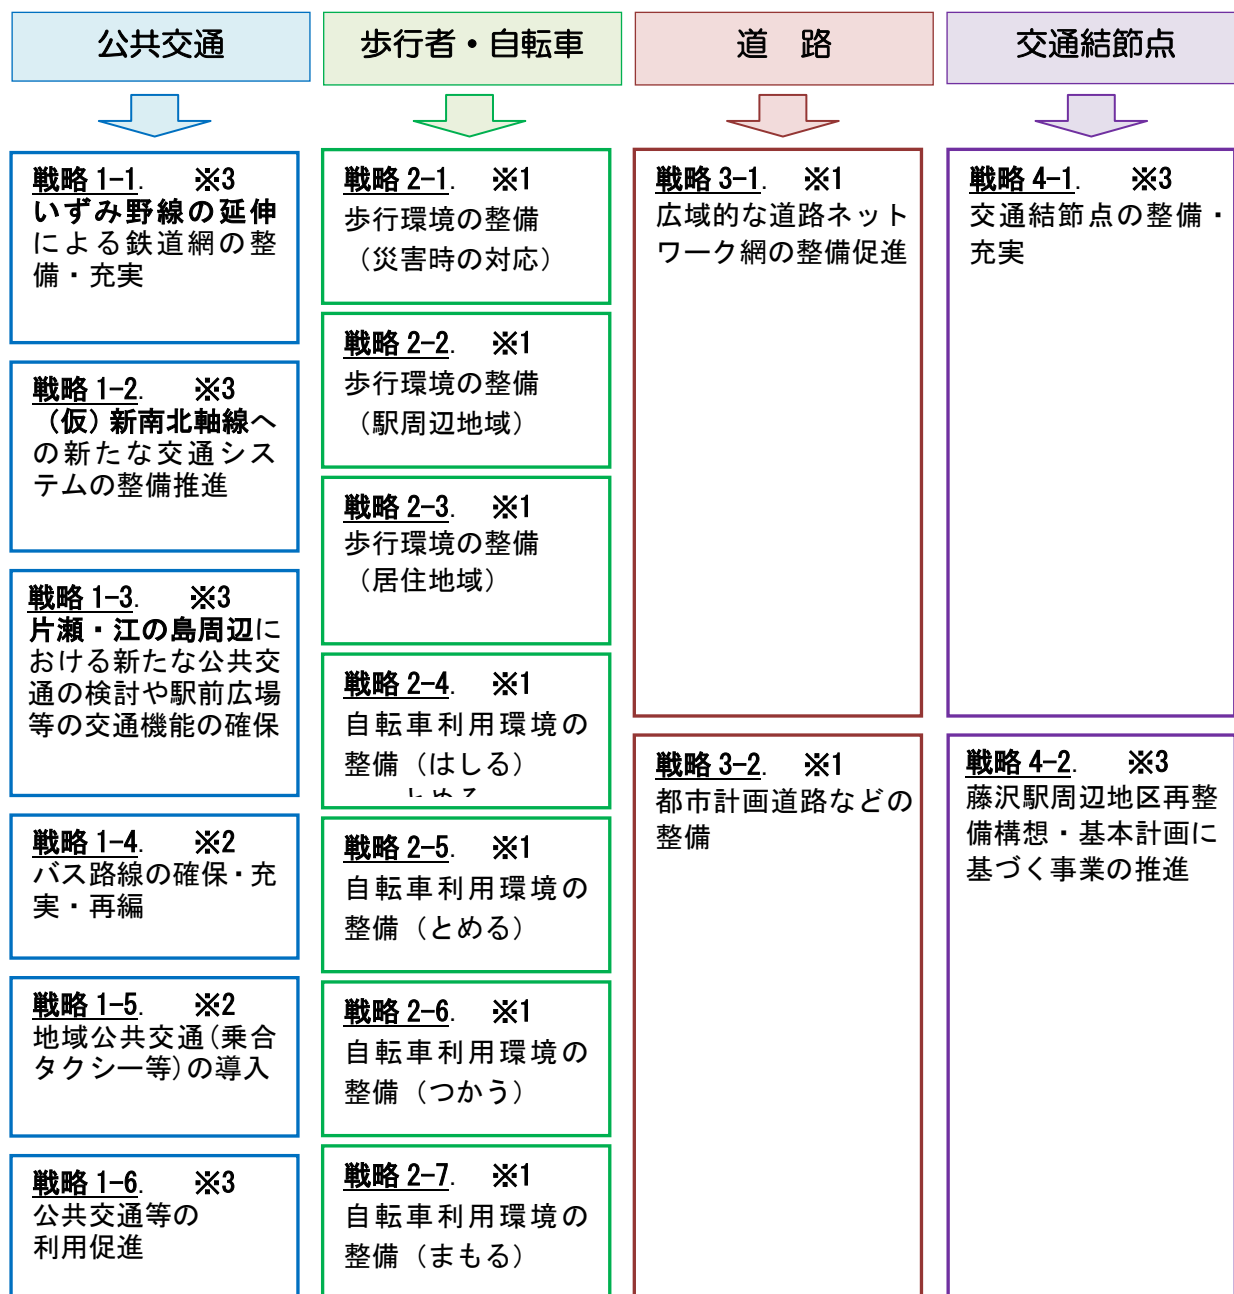 公共交通
戦略 1-1.　※3
いずみ野線の延伸
による鉄道網の整
備・充実
戦略 1-2.　※3
（仮）新南北軸線へ
の新たな交通シス
テムの整備推進
戦略 1-3.　※3
片瀬・江の島周辺に
おける新たな公共交
通の検討や駅前広場
等の交通機能の確保
戦略 1-4.　※2
バス路線の確保・充
実・再編
戦略 1-5.　※2
地域公共交通（乗合
タクシー等）の導入
戦略 1-6.　※3
公共交通等の
利用促進
歩行者・自転車
戦略 2-1.　※1
歩行環境の整備
（災害時の対応）
戦略 2-2.　※1
歩行環境の整備
（駅周辺地域）
戦略 2-3.　※1
歩行環境の整備
（居住地域）
戦略 2-4.　※1
自転車利用環境の
整備（はしる）
戦略 2-5.　※1
自転車利用環境の
整備（とめる）
戦略 2-6.　※1
自転車利用環境の
整備（つかう）
戦略 2-7.　※1
自転車利用環境の
整備（まもる）
道　路
戦略 3-1.　※1
広域的な道路ネット
ワーク網の整備促進
戦略 3-2.　※1
都市計画道路などの
整備
交通結節点
戦略 4-1.　※3
交通結節点の整備・
充実
戦略 4-2.　※3
藤沢駅周辺地区再整
備構想・基本計画に
基づく事業の推進